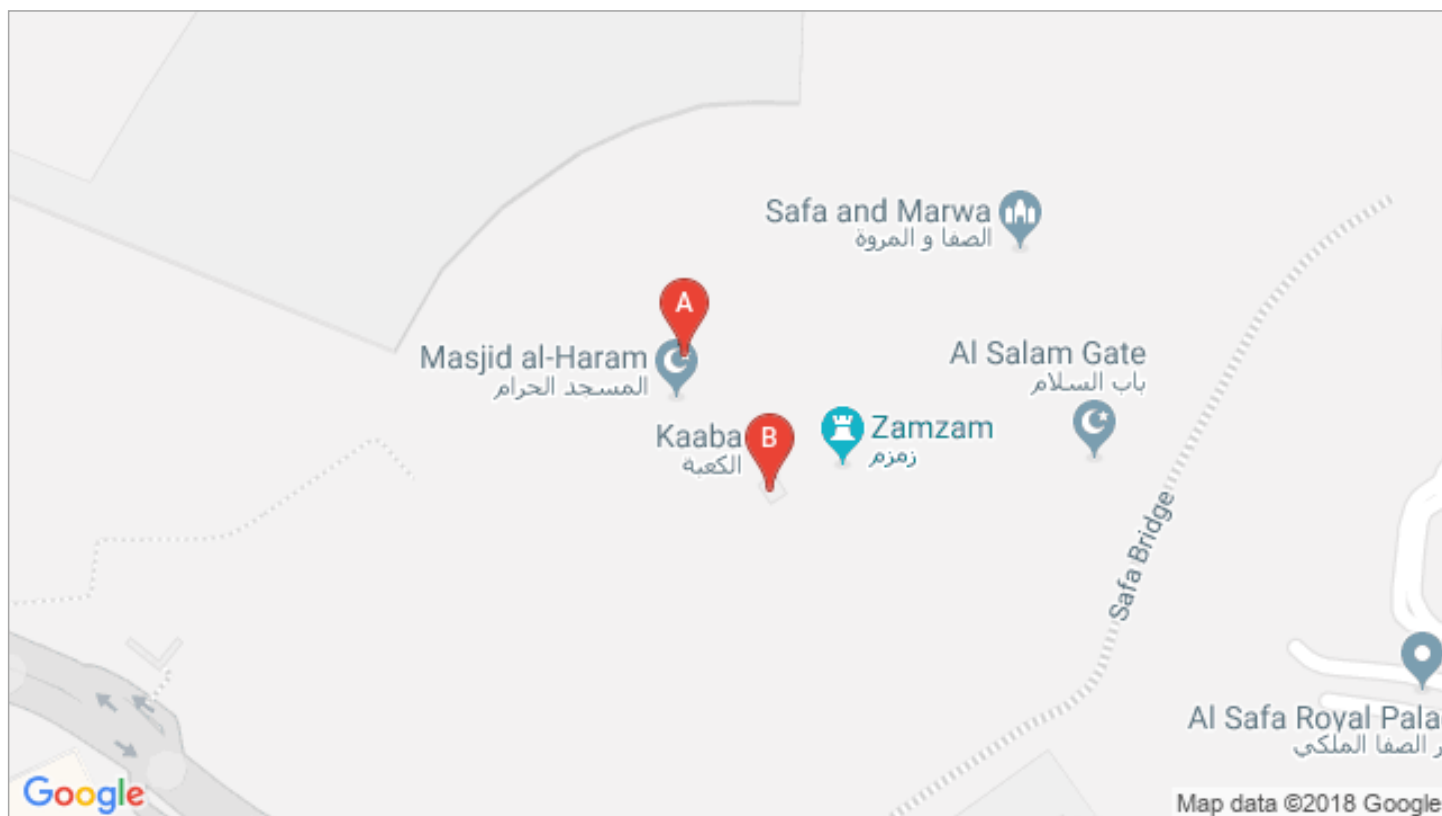 Safa and Marwa
الصفا و المروة
A
Masjid al-Haram
المسجد الحرام
Al Salam Gate
باب السلام
Kaaba
الكعبة
B
Zamzam
زمزم
Safa Bridge
Al Safa Royal Pala
ر الصفا الملكي
Google
Map data ©2018 Google